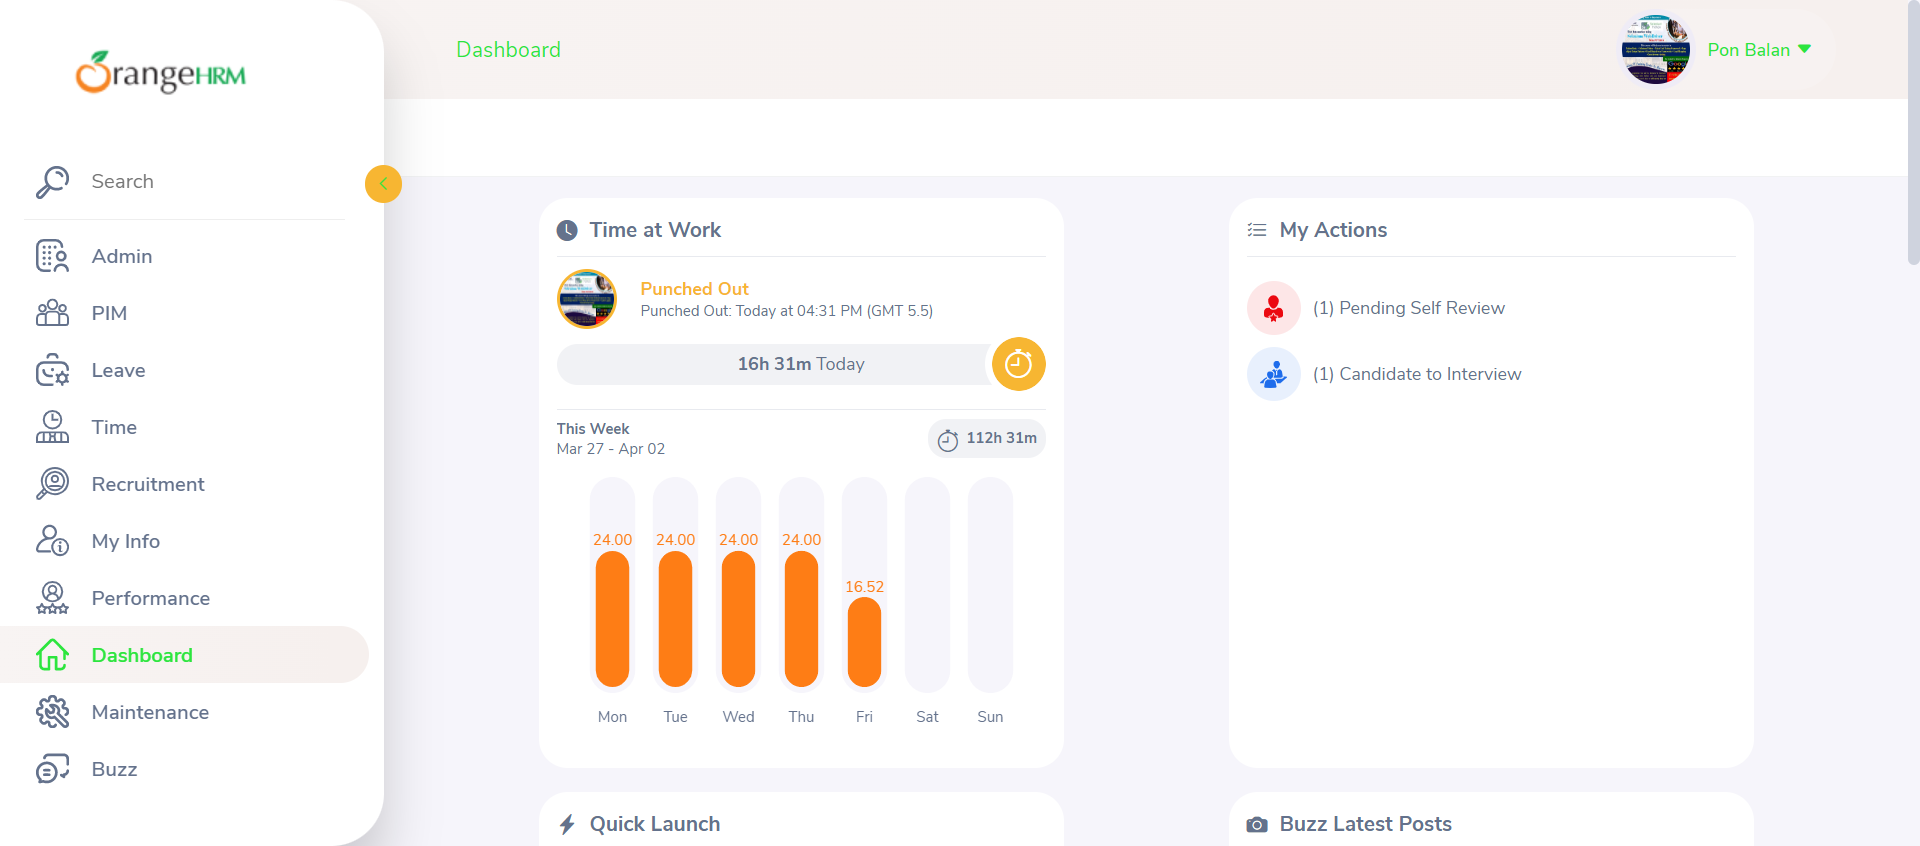 OrangeHRM
Search
Admin
PIM
Leave
Time
Recruitment
My Info
Performance
Dashboard
Maintenance
Buzz
Dashboard
Pon Balan
Time at Work
Punched Out
Punched Out: Today at 04:31 PM (GMT 5.5)
16h 31m Today
This Week
Mar 27 - Apr 02
112h 31m
24.00 24.00 24.00 24.00
16.52
Mon Tue Wed Thu Fri Sat Sun
My Actions
(1) Pending Self Review
(1) Candidate to Interview
Quick Launch
Buzz Latest Posts